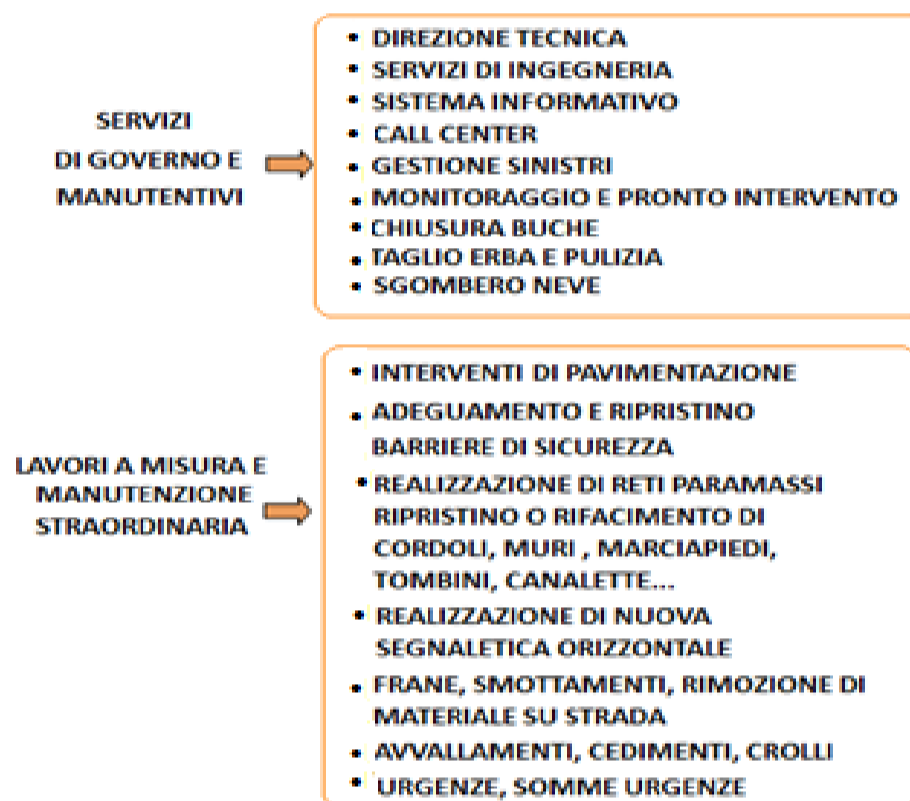 SERVIZI
DI GOVERNO E
MANUTENTIVI
• DIREZIONE TECNICA
• SERVIZI DI INGEGNERIA
• SISTEMA INFORMATIVO
• CALL CENTER
• GESTIONE SINISTRI
• MONITORAGGIO E PRONTO INTERVENTO
• CHIUSURA BUCHE
• TAGLIO ERBA E PULIZIA
• SGOMBERO NEVE
LAVORI A MISURA E
MANUTENZIONE
STRAORDINARIA
• INTERVENTI DI PAVIMENTAZIONE
• ADEGUAMENTO E RIPRISTINO
BARRIERE DI SICUREZZA
• REALIZZAZIONE DI RETI PARAMASSI
RIPRISTINO O RIFACIMENTO DI
CORDOLI, MURI , MARCIAPIEDI,
TOMBINI, CANALETTE...
• REALIZZAZIONE DI NUOVA
SEGNALETICA ORIZZONTALE
• FRANE, SMOTTAMENTI, RIMOZIONE DI
MATERIALE SU STRADA
• AVVALLAMENTI, CEDIMENTI, CROLLI
• URGENZE, SOMME URGENZE